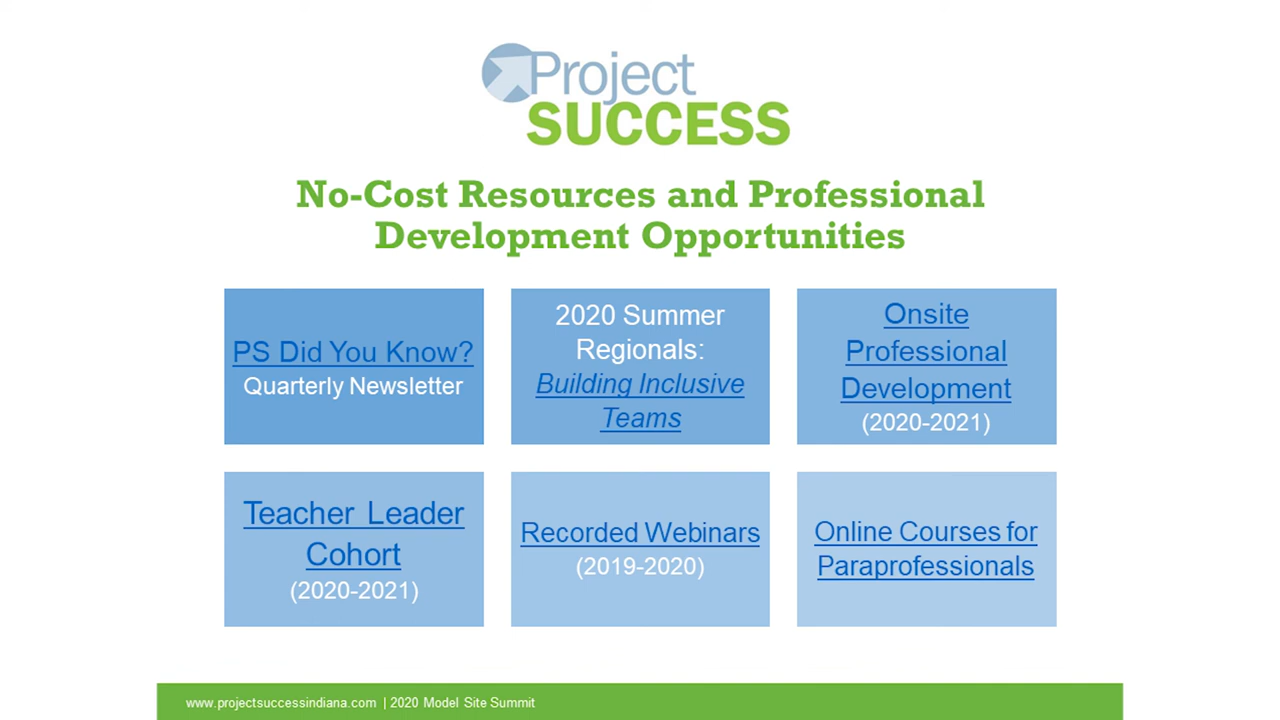 Project
SUCCESS
No-Cost Resources and Professional
Development Opportunities
PS Did You Know?
Quarterly Newsletter
2020 Summer
Regionals:
Building Inclusive
Teams
Onsite
Professional
Development
(2020-2021)
Teacher Leader
Cohort
(2020-2021)
Recorded Webinars
(2019-2020)
Online Courses for
Paraprofessionals
www.projectsuccessindiana.com | 2020 Model Site Summit